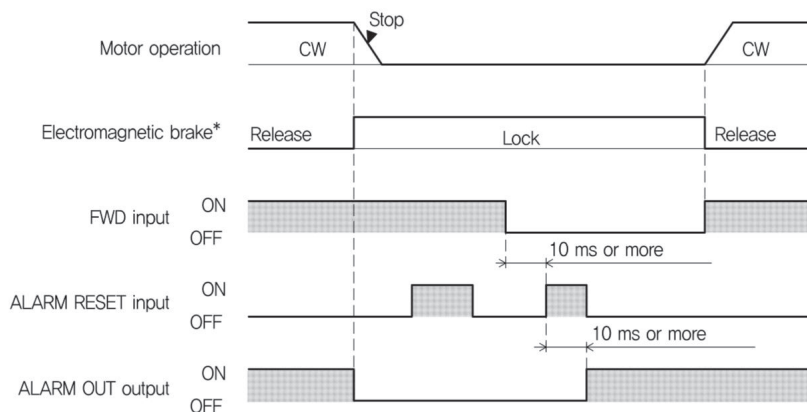 Stop
Motor operation CW CW
Electromagnetic brake* Release Lock Release
FWD input ON
OFF
10 ms or more
ALARM RESET input ON
OFF
10 ms or more
ALARM OUT output ON
OFF